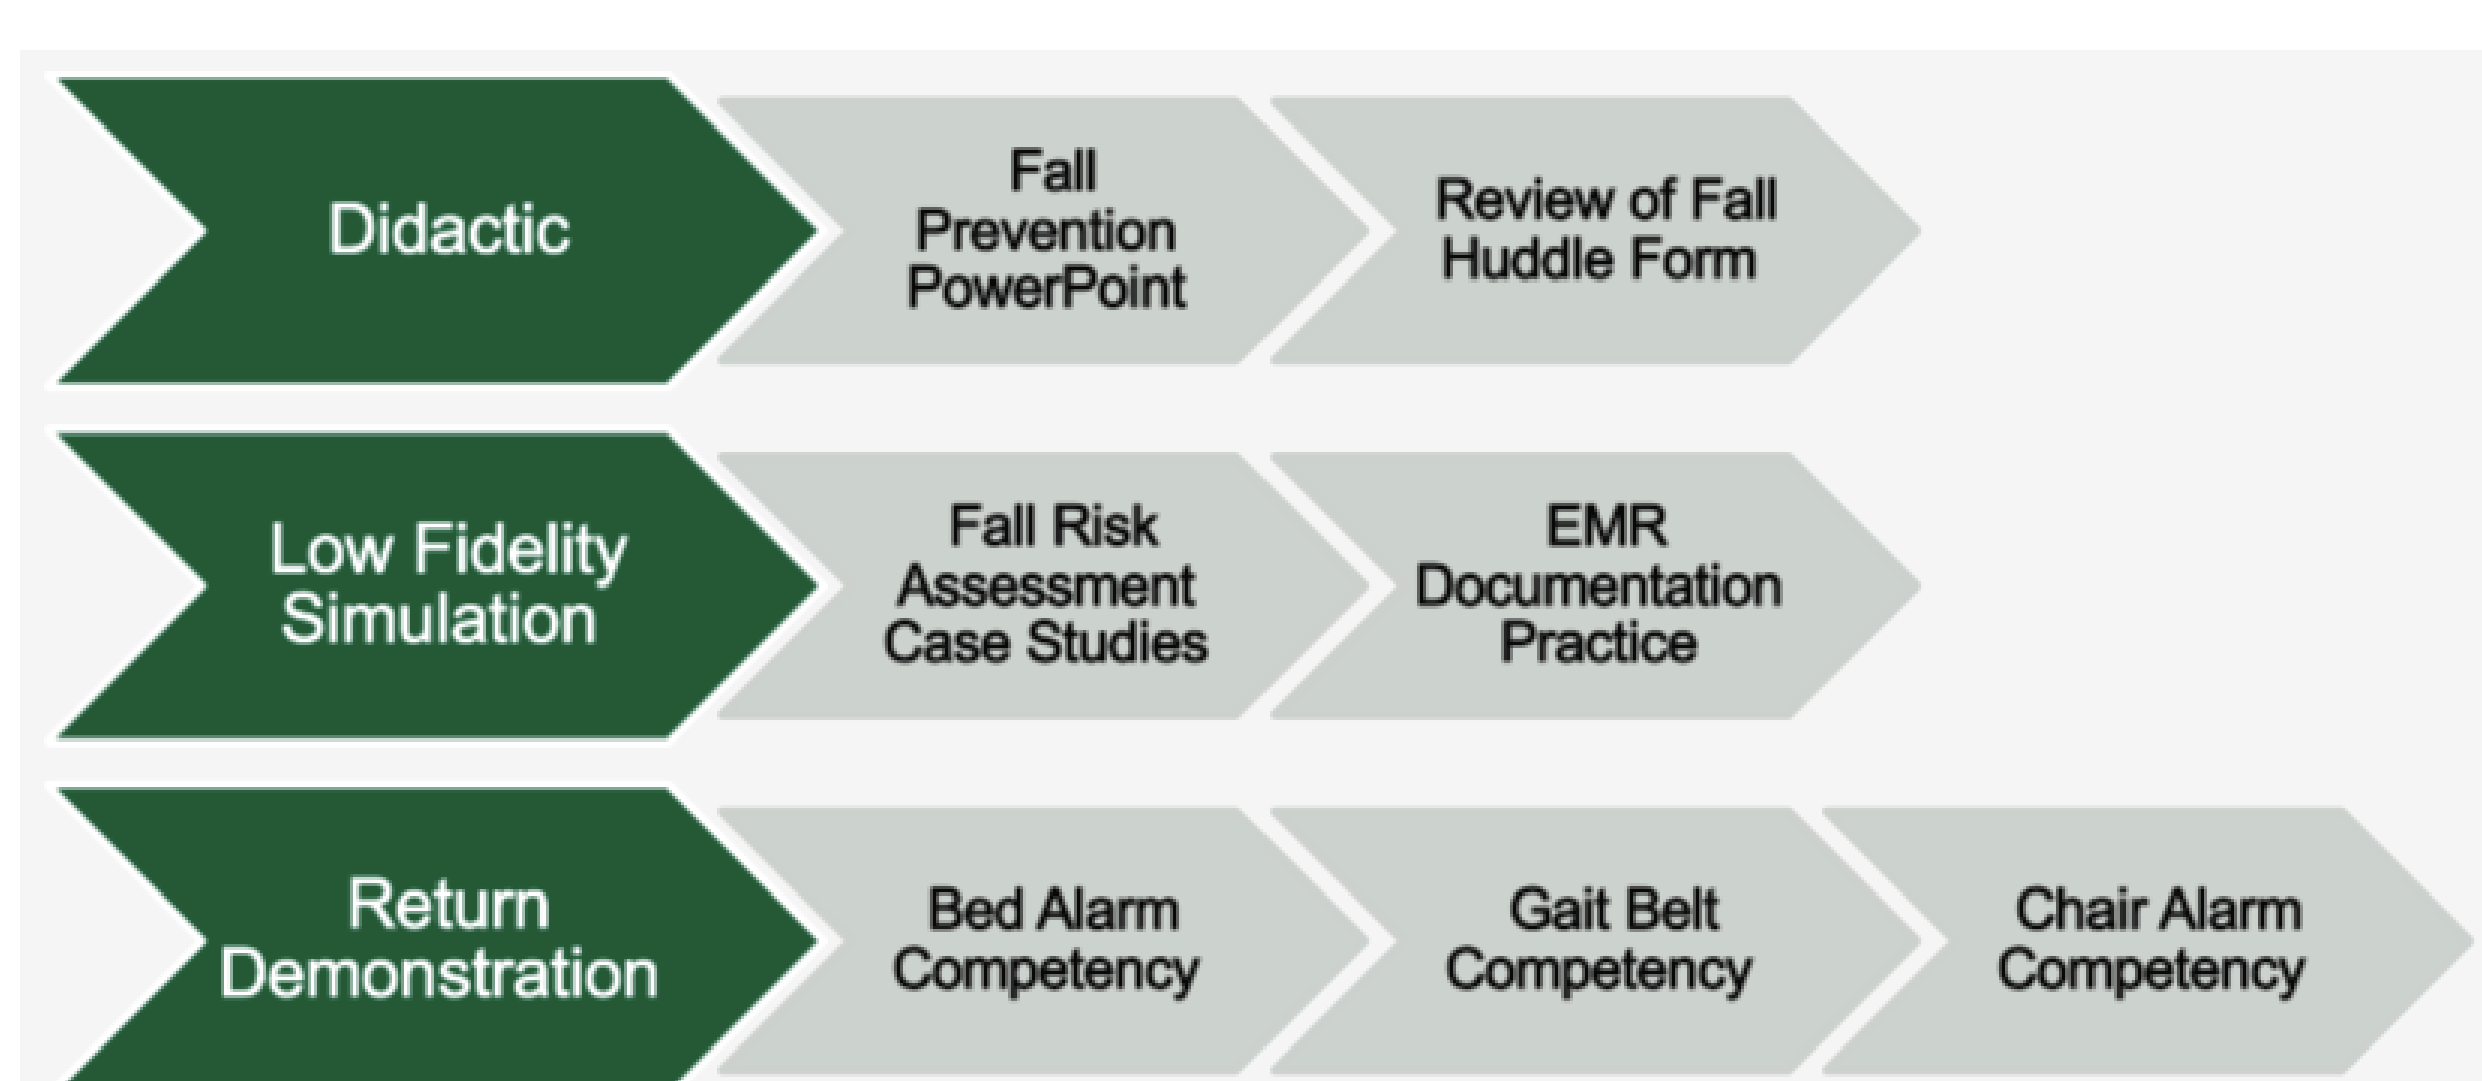 Didactic
Fall
Prevention
PowerPoint
Review of Fall
Huddle Form
Low Fidelity
Simulation
Fall Risk
Assessment
Case Studies
EMR
Documentation
Practice
Return
Demonstration
Bed Alarm
Competency
Gait Belt
Competency
Chair Alarm
Competency